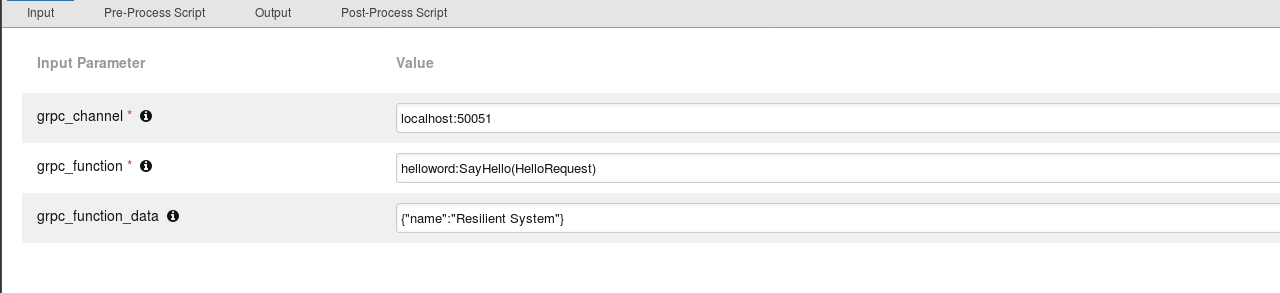 Input Pre-Process Script Output Post-Process Script
Input Parameter Value
grpc_channel * localhost:50051
grpc_function * helloword:SayHello(HelloRequest)
grpc_function_data {"name":"Resilient System"}